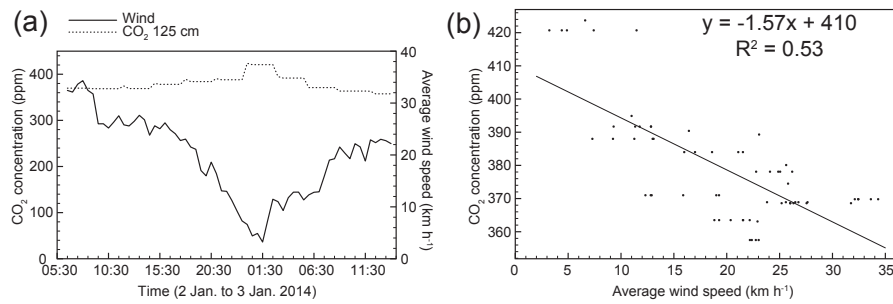 (a)
Wind
CO₂ 125 cm
CO₂ concentration (ppm)
400
300
200
100
0
40
30
20
10
0
Average wind speed (km h⁻¹)
05:30 10:30 15:30 20:30 01:30 06:30 11:30
Time (2 Jan. to 3 Jan. 2014)
(b)
y = -1.57x + 410
R² = 0.53
CO₂ concentration (ppm)
420
400
380
360
0 5 10 15 20 25 30 35
Average wind speed (km h⁻¹)